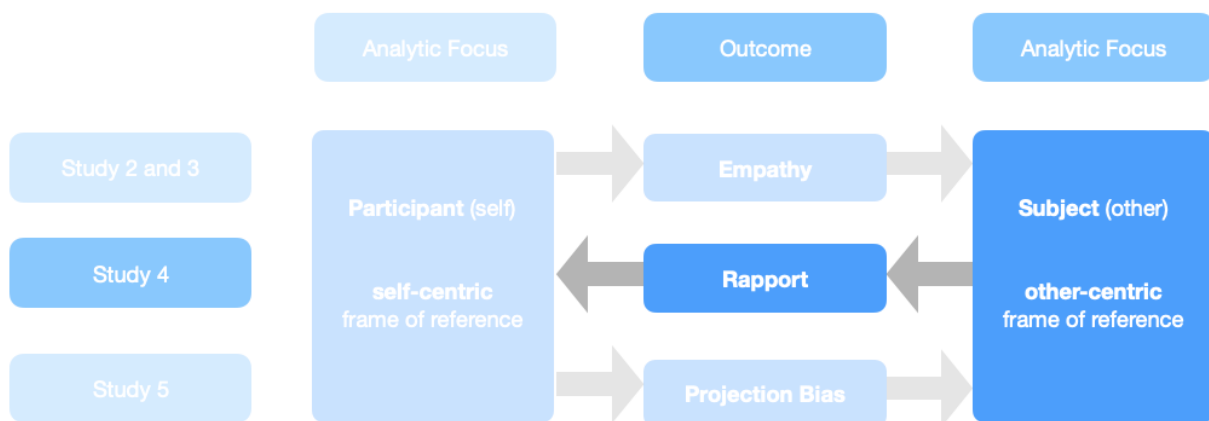 Analytic Focus
Outcome
Analytic Focus
Study 2 and 3
Study 4
Study 5
Participant (self)
self-centric
frame of reference
Empathy
Rapport
Projection Bias
Subject (other)
other-centric
frame of reference